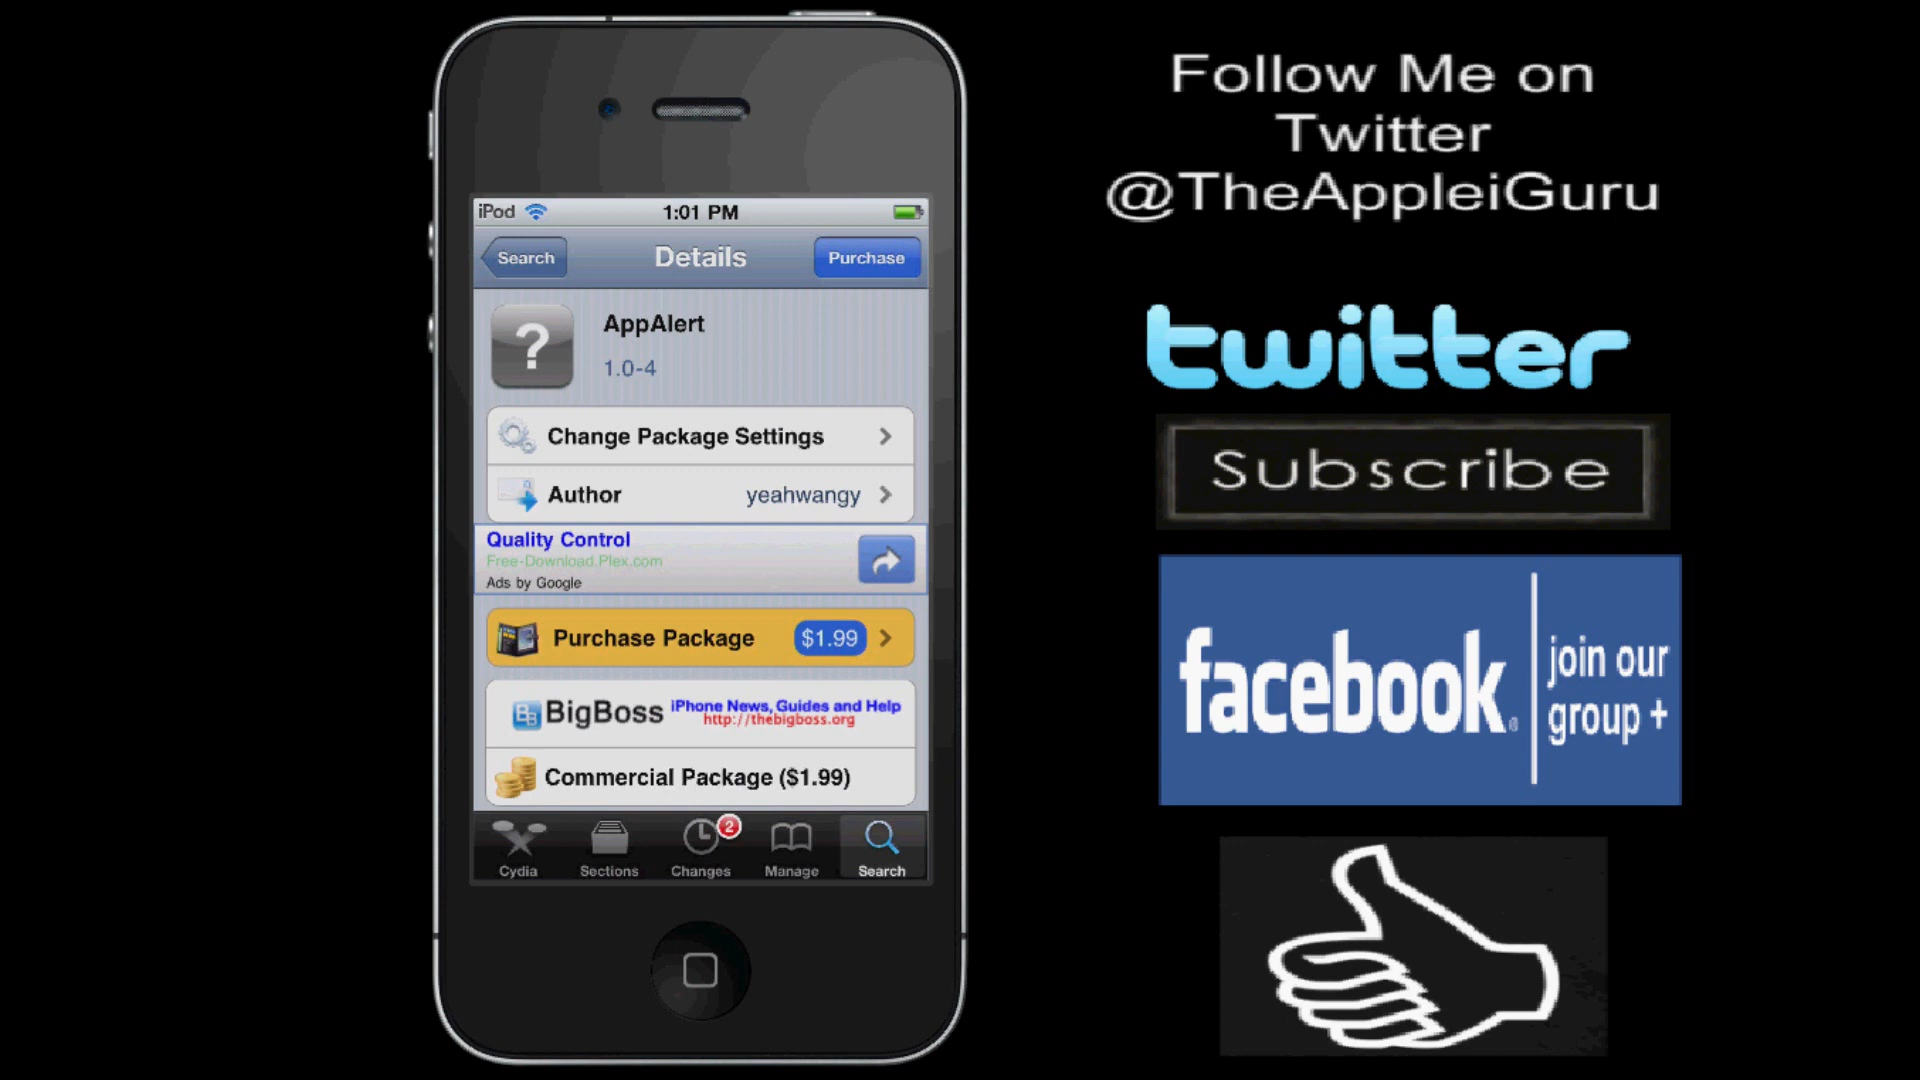 iPod
1:01 PM
Search
Details
Purchase
?
AppAlert
1.0-4
Change Package Settings
Author
yeahwangy
Quality Control
Free-Download.Plex.com
Ads by Google
Purchase Package
$1.99
BigBoss
iPhone News, Guides and Help
http://thebigboss.org
Commercial Package ($1.99)
Cydia
Sections
2
Changes
Manage
Search
Follow Me on
Twitter
@TheAppleiGuru
twitter
Subscribe
facebook®
join our
group +